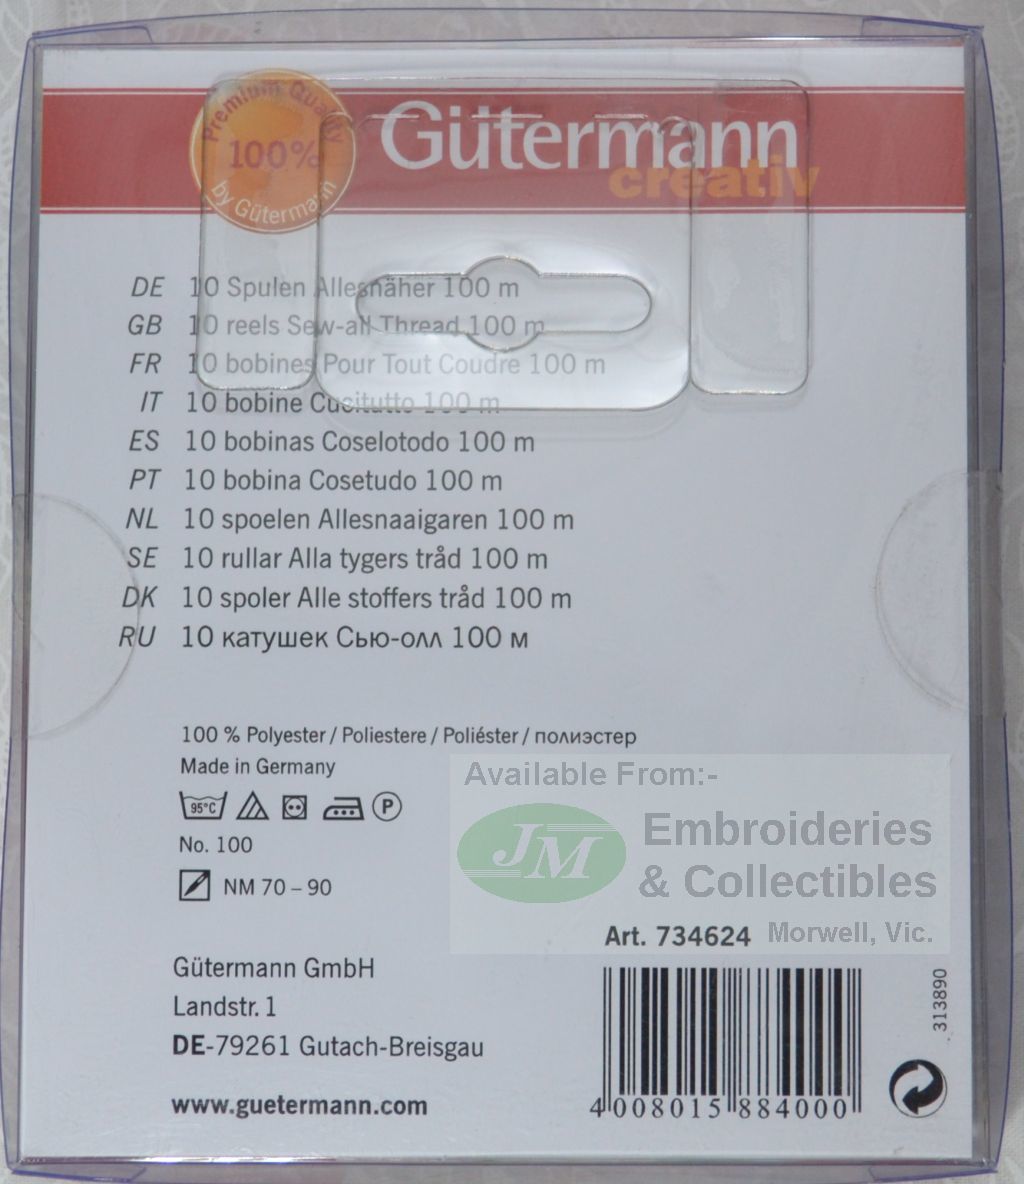 Premium Quality
100%
by Gütermann
Gütermann
creativ
DE 10 Spulen Allesnäher 100 m
GB 10 reels Sew-all Thread 100 m
FR 10 bobines Pour Tout Coudre 100 m
IT 10 bobine Cucitutto 100 m
ES 10 bobinas Coselotodo 100 m
PT 10 bobina Cosetudo 100 m
NL 10 spoelen Allesnaaigaren 100 m
SE 10 rullar Alla tygers tråd 100 m
DK 10 spoler Alle stoffers tråd 100 m
RU 10 катушек Сью-олл 100 м
100 % Polyester / Poliestere / Poliéster / полиэстер
Made in Germany
95°C P
No. 100
NM 70 – 90
Available From:-
JM
Embroideries
& Collectibles
Morwell, Vic.
Art. 734624
Gütermann GmbH
Landstr. 1
DE-79261 Gutach-Breisgau
www.guetermann.com
4 008015 884000
313890